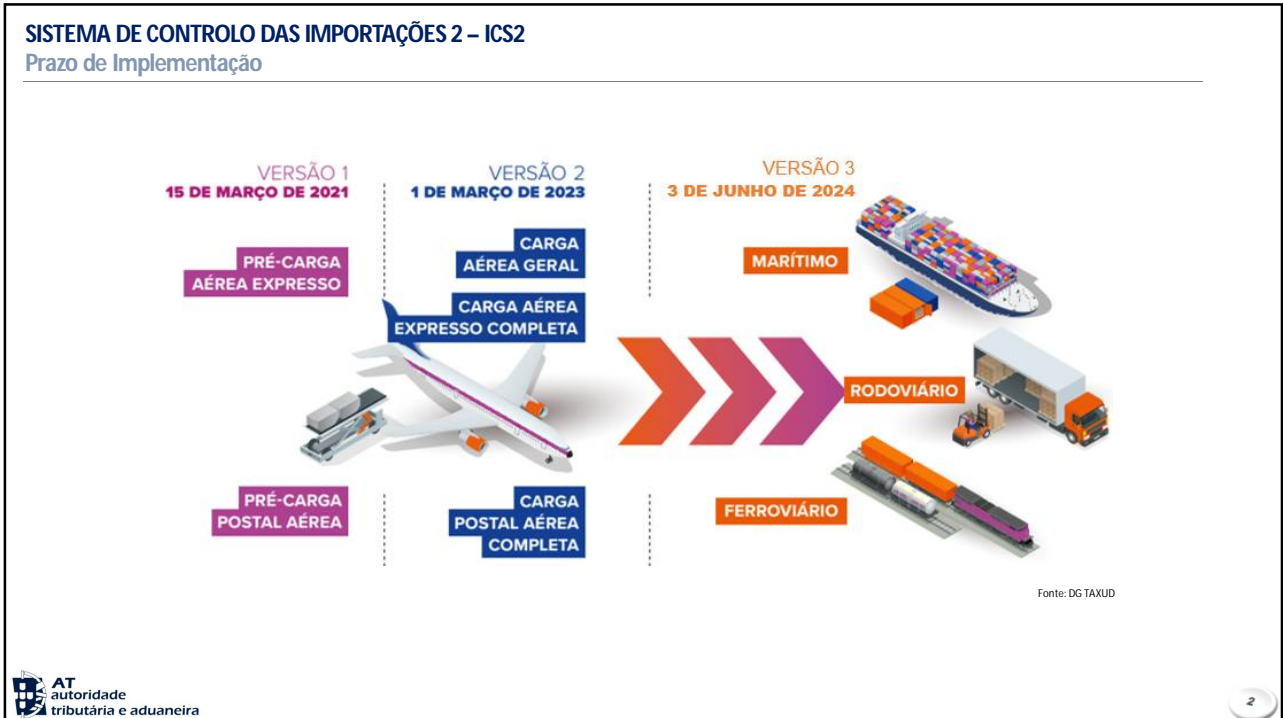 SISTEMA DE CONTROLO DAS IMPORTAÇÕES 2 – ICS2
Prazo de Implementação
VERSÃO 1
15 DE MARÇO DE 2021
PRÉ-CARGA
AÉREA EXPRESSO
PRÉ-CARGA
POSTAL AÉREA
VERSÃO 2
1 DE MARÇO DE 2023
CARGA
AÉREA GERAL
CARGA AÉREA
EXPRESSO COMPLETA
CARGA
POSTAL AÉREA
COMPLETA
VERSÃO 3
3 DE JUNHO DE 2024
MARÍTIMO
RODOVIÁRIO
FERROVIÁRIO
Fonte: DG TAXUD
AT
autoridade
tributária e aduaneira
2